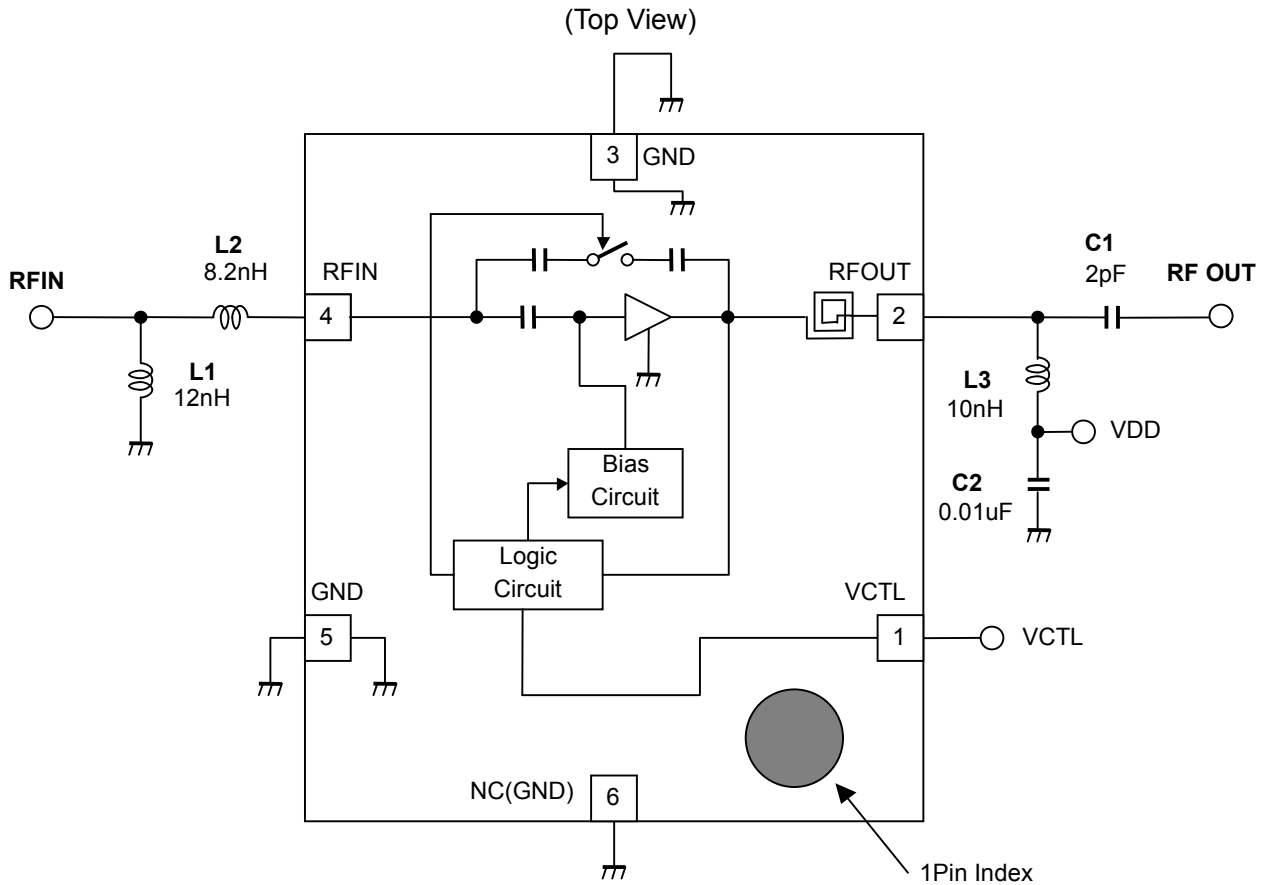 (Top View)
3
GND
L2
8.2nH
RFIN
RFIN
4
L1
12nH
RFOUT
2
C1
2pF
RF OUT
L3
10nH
VDD
C2
0.01uF
Bias
Circuit
Logic
Circuit
GND
5
VCTL
1
VCTL
NC(GND)
6
1Pin Index